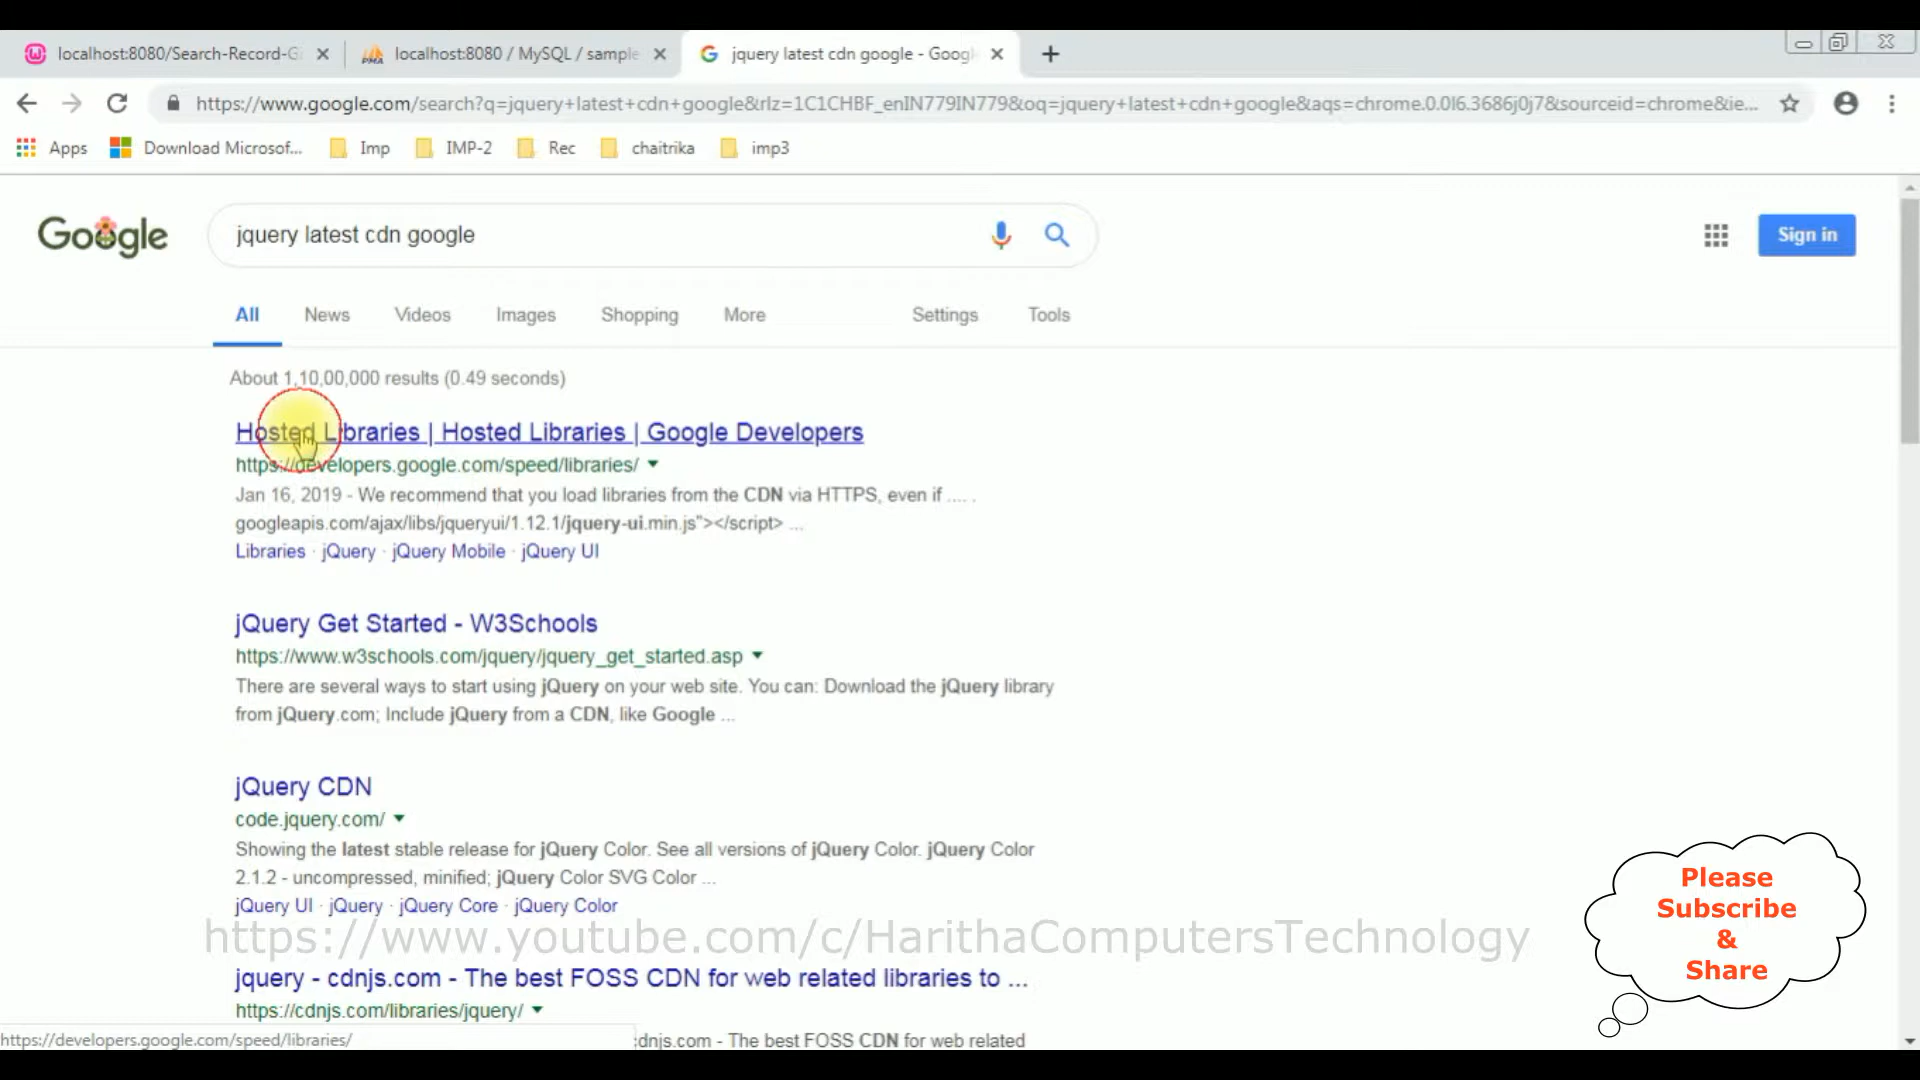 localhost:8080/Search-Record-G
localhost:8080 / MySQL / sample
jquery latest cdn google - Goog
https://www.google.com/search?q=jquery+latest+cdn+google&rlz=1C1CHBF_enIN779IN779&oq=jquery+latest+cdn+google&aqs=chrome.0.0l6.3686j0j7&sourceid=chrome&ie...
Apps
Download Microsof...
Imp
IMP-2
Rec
chaitrika
imp3
Google
jquery latest cdn google
Sign in
All
News
Videos
Images
Shopping
More
Settings
Tools
About 1,10,00,000 results (0.49 seconds)
Hosted Libraries | Hosted Libraries | Google Developers
https://developers.google.com/speed/libraries/
Jan 16, 2019 - We recommend that you load libraries from the CDN via HTTPS, even if .... .
googleapis.com/ajax/libs/jqueryui/1.12.1/jquery-ui.min.js"></script> ...
Libraries · jQuery · jQuery Mobile · jQuery UI
jQuery Get Started - W3Schools
https://www.w3schools.com/jquery/jquery_get_started.asp
There are several ways to start using jQuery on your web site. You can: Download the jQuery library
from jQuery.com; Include jQuery from a CDN, like Google ...
jQuery CDN
code.jquery.com/
Showing the latest stable release for jQuery Color. See all versions of jQuery Color. jQuery Color
2.1.2 - uncompressed, minified; jQuery Color SVG Color ...
jQuery UI · jQuery · jQuery Core · jQuery Color
https://www.youtube.com/c/HarithaComputersTechnology
jquery - cdnjs.com - The best FOSS CDN for web related libraries to ...
https://cdnjs.com/libraries/jquery/
cdnjs.com - The best FOSS CDN for web related
https://developers.google.com/speed/libraries/
Please
Subscribe
&
Share